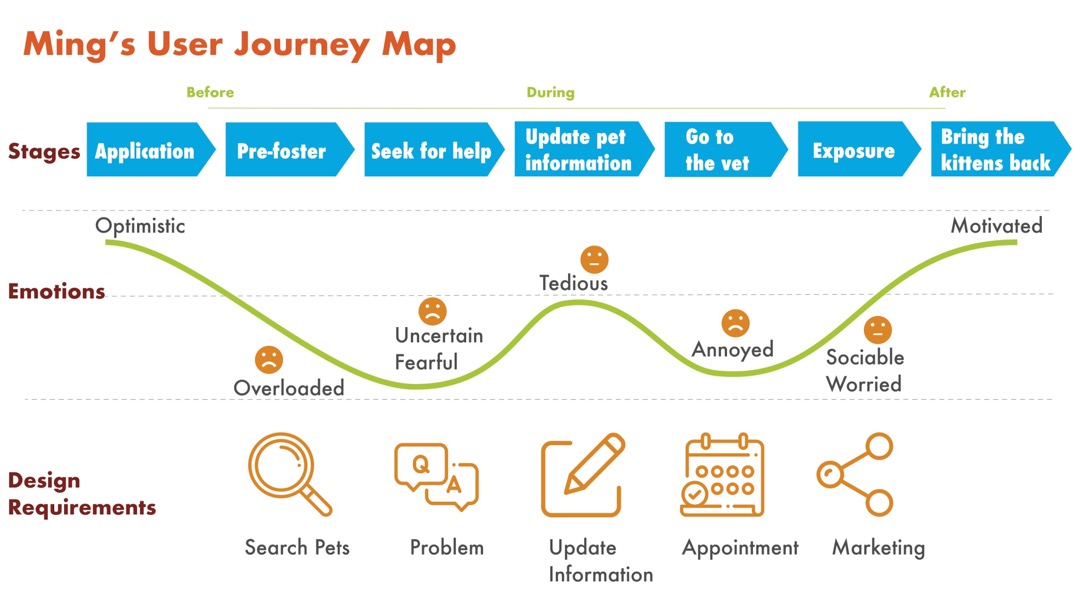 Ming's User Journey Map
Before
During
After
Stages
Application
Pre-foster
Seek for help
Update pet
information
Go to
the vet
Exposure
Bring the
kittens back
Emotions
Optimistic
Overloaded
Uncertain
Fearful
Tedious
Annoyed
Sociable
Worried
Motivated
Design
Requirements
Q
A
Search Pets
Problem
Update
Information
Appointment
Marketing